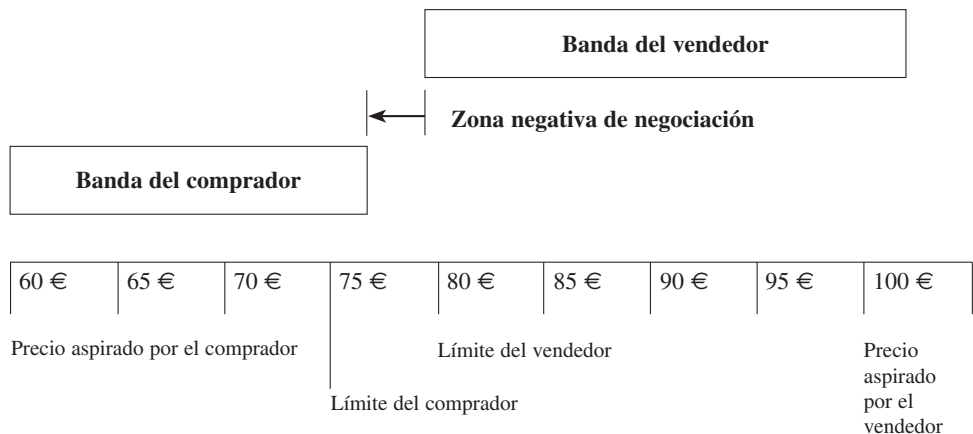 Banda del vendedor
Zona negativa de negociación
Banda del comprador
60 € 65 € 70 € 75 € 80 € 85 € 90 € 95 € 100 €
Precio aspirado por el comprador
Límite del vendedor
Precio
aspirado
por el
vendedor
Límite del comprador